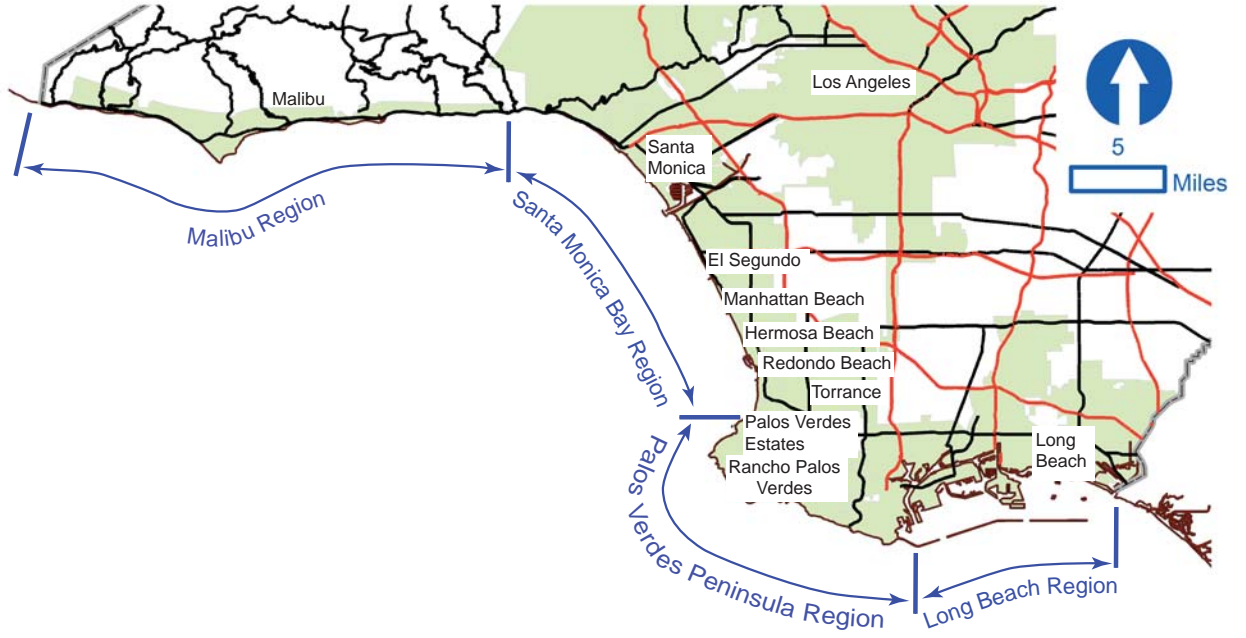 Los Angeles
Malibu
5
Miles
Santa
Monica
Malibu Region
Santa Monica Bay Region
El Segundo
Manhattan Beach
Hermosa Beach
Redondo Beach
Torrance
Palos Verdes
Estates
Rancho Palos
Verdes
Long
Beach
Palos Verdes Peninsula Region
Long Beach Region